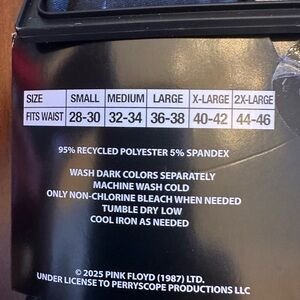 SIZE SMALL MEDIUM LARGE X-LARGE 2X-LARGE
FITS WAIST 28-30 32-34 36-38 40-42 44-46
95% RECYCLED POLYESTER 5% SPANDEX
WASH DARK COLORS SEPARATELY
MACHINE WASH COLD
ONLY NON-CHLORINE BLEACH WHEN NEEDED
TUMBLE DRY LOW
COOL IRON AS NEEDED
© 2025 PINK FLOYD (1987) LTD.
UNDER LICENSE TO PERRYSCOPE PRODUCTIONS LLC